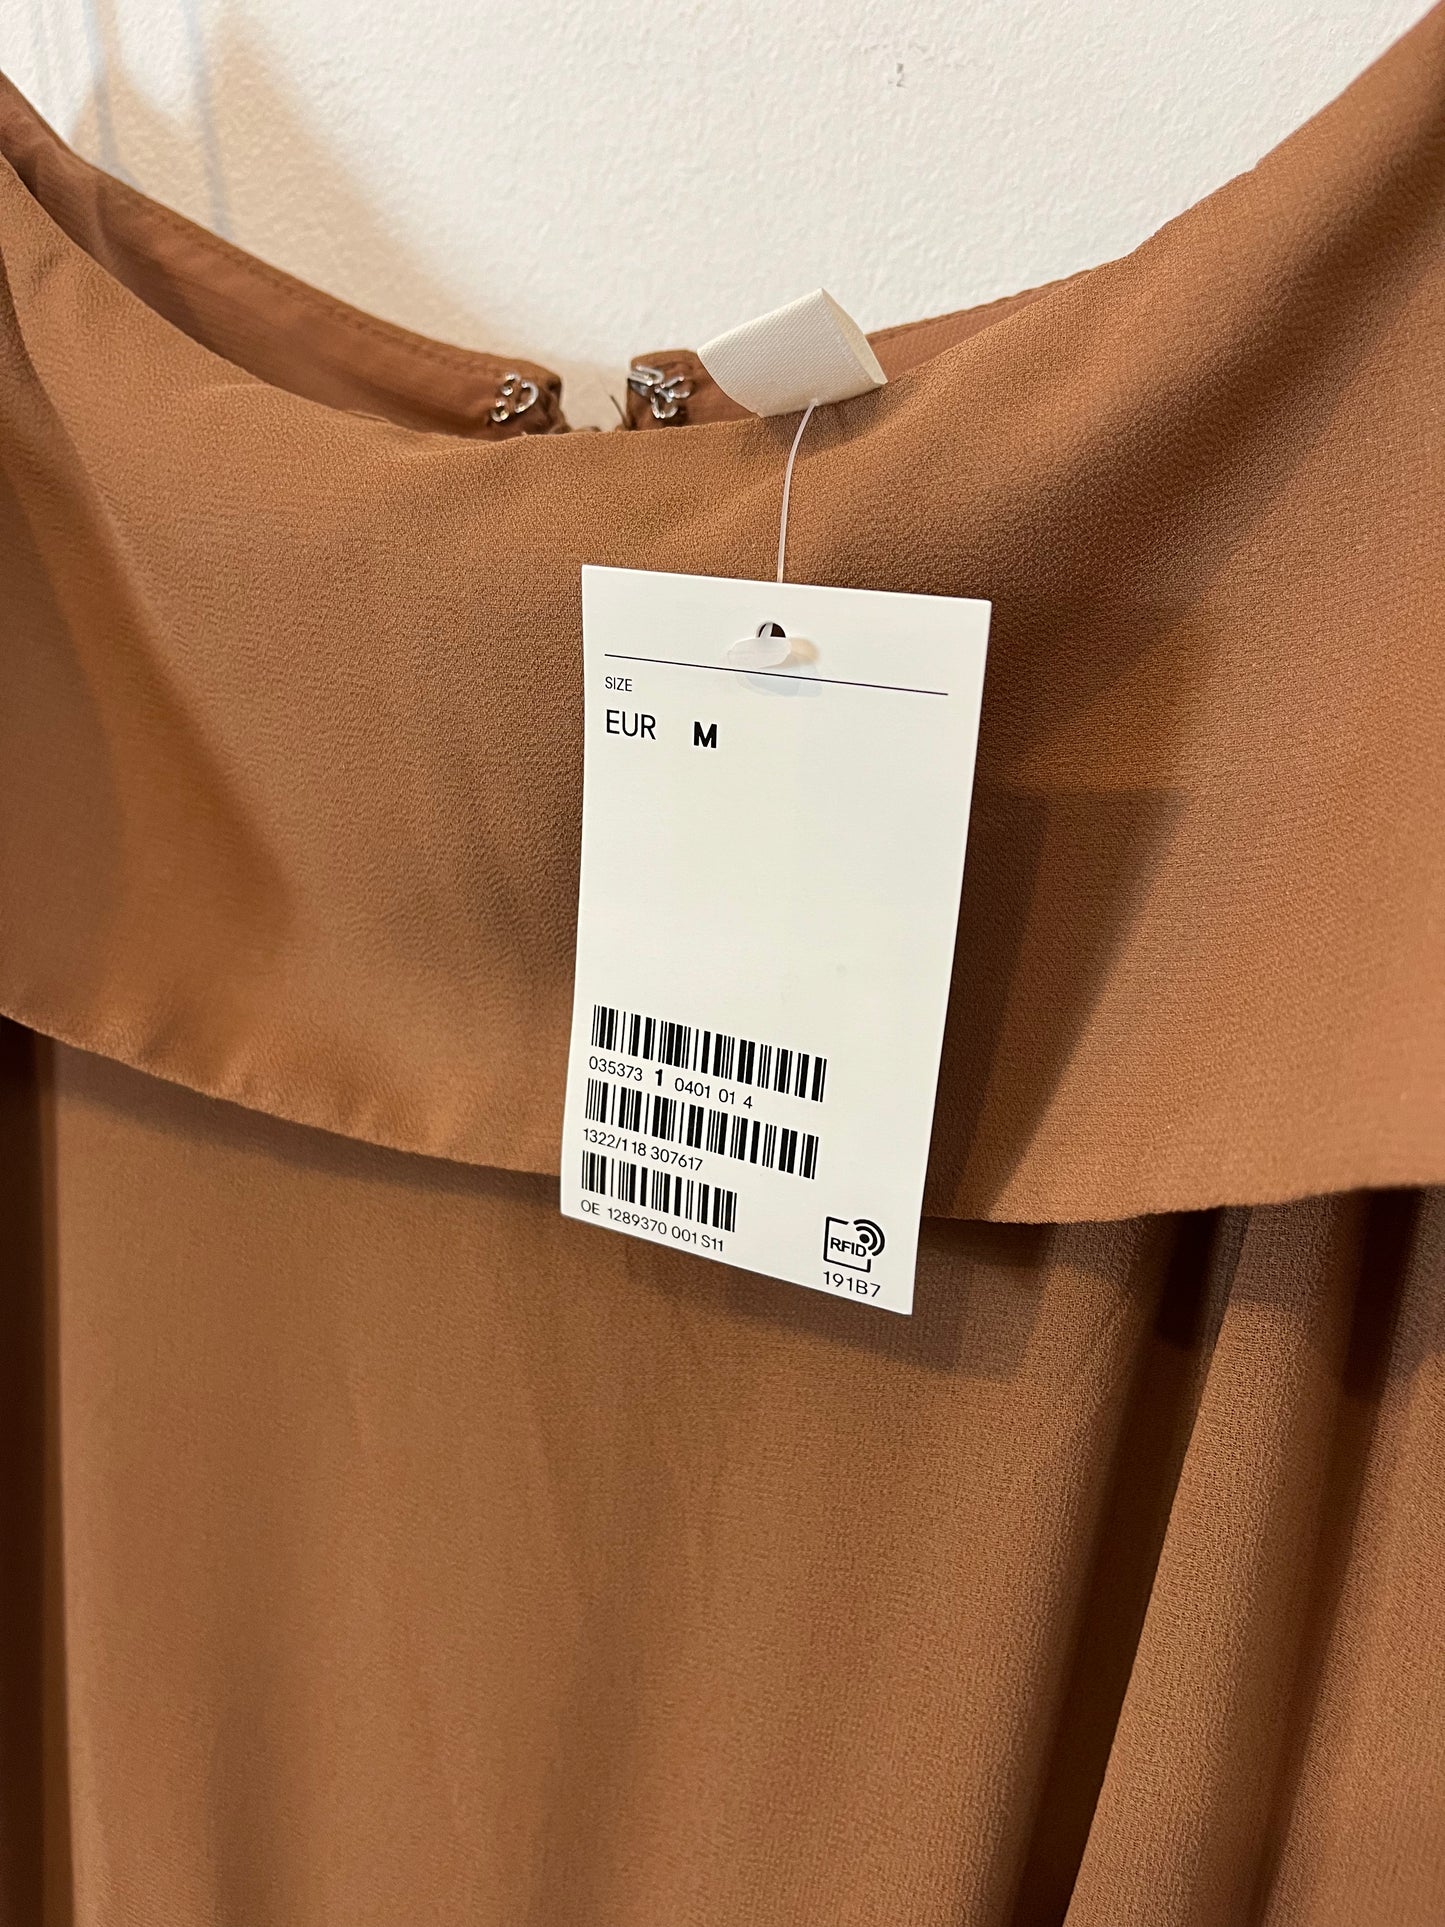 SIZE
EUR M
035373 1 0401 01 4
1322/118 307617
OE 1289370 001 S11
RFID
191B7